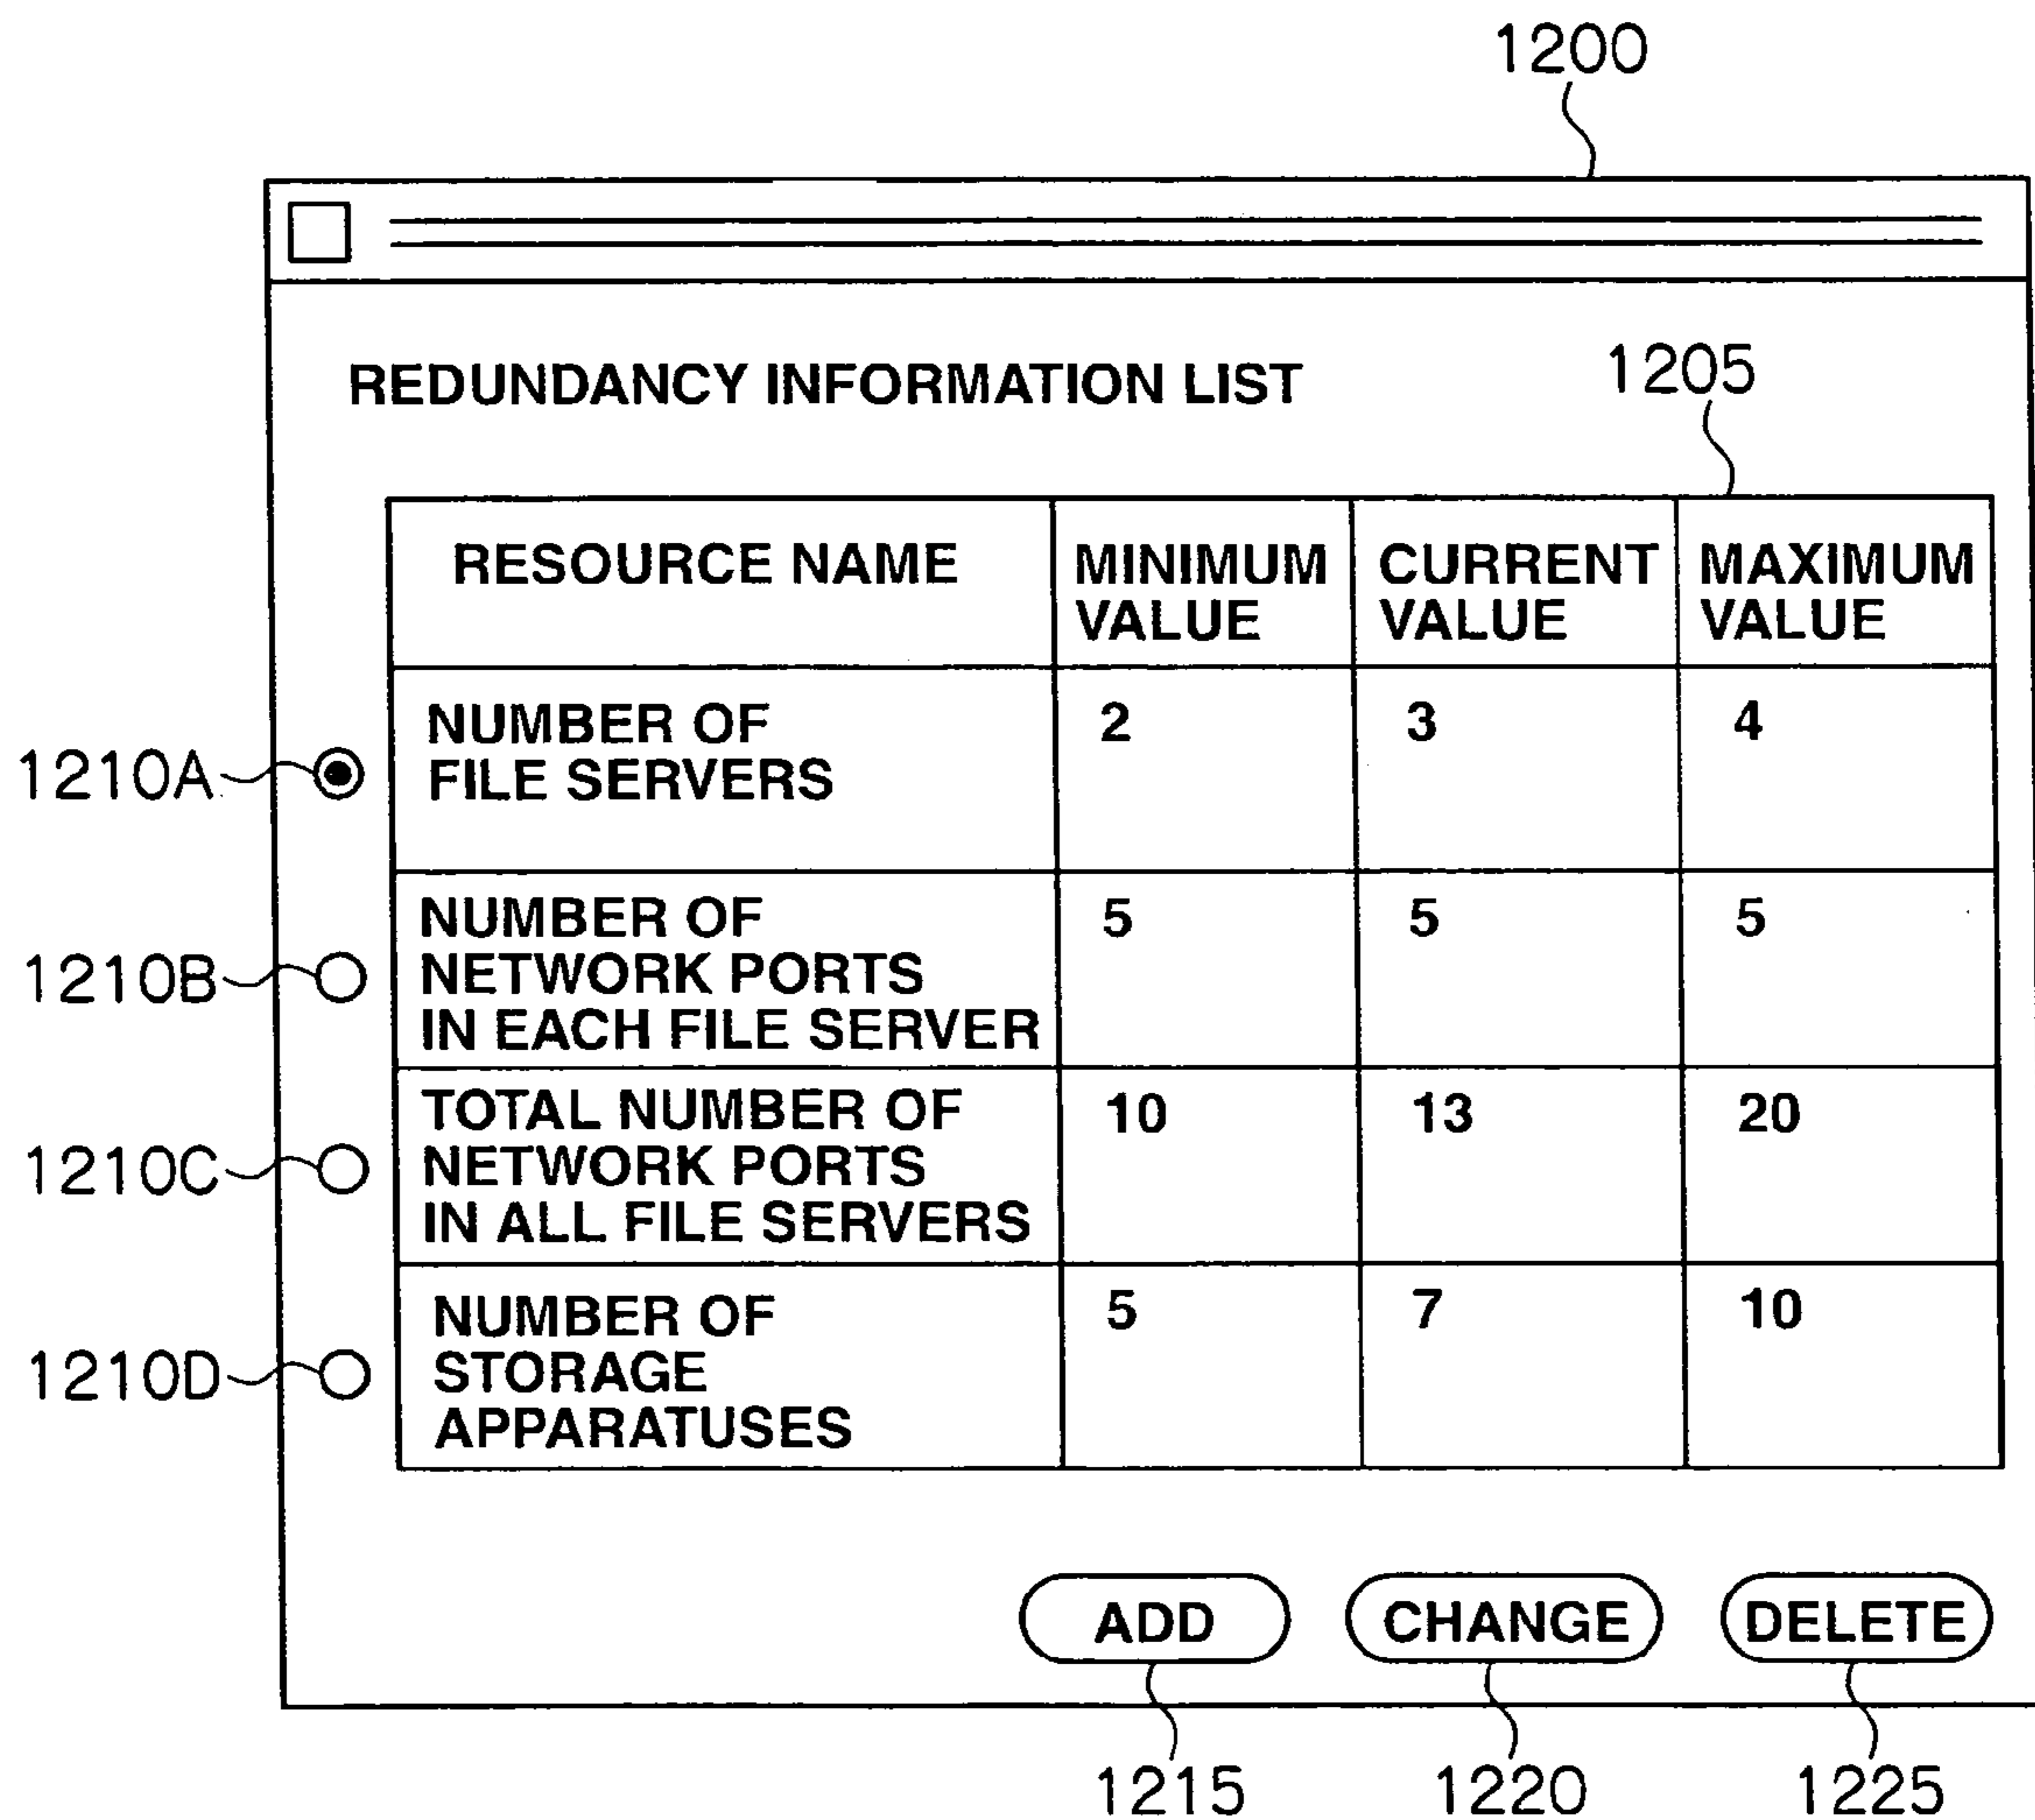 1200
REDUNDANCY INFORMATION LIST
1205
RESOURCE NAME
MINIMUM
VALUE
CURRENT
VALUE
MAXIMUM
VALUE
1210A
NUMBER OF
FILE SERVERS
2
3
4
1210B
NUMBER OF
NETWORK PORTS
IN EACH FILE SERVER
5
5
5
1210C
TOTAL NUMBER OF
NETWORK PORTS
IN ALL FILE SERVERS
10
13
20
1210D
NUMBER OF
STORAGE
APPARATUSES
5
7
10
ADD
CHANGE
DELETE
1215
1220
1225